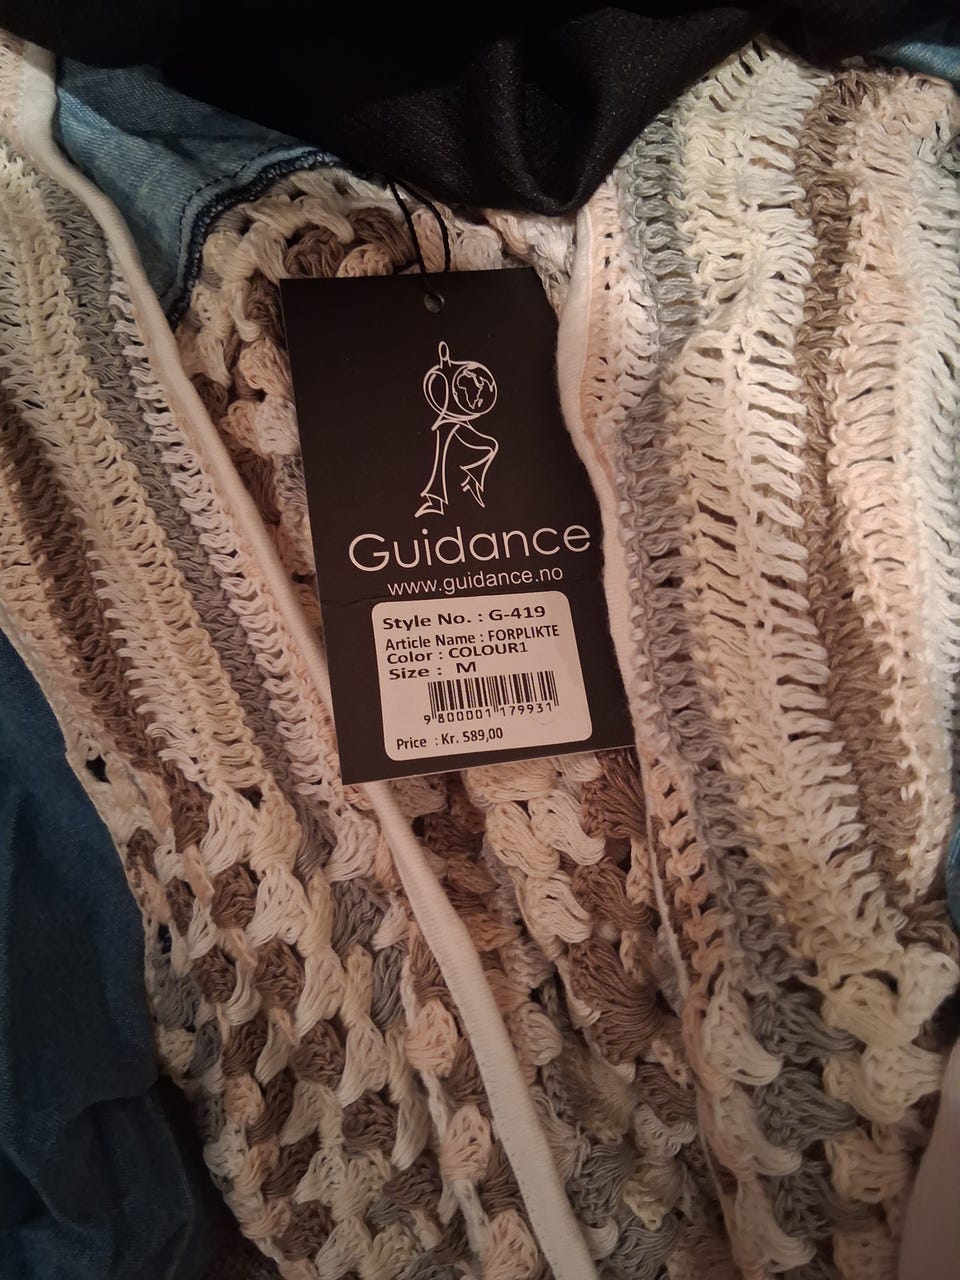 Guidance
www.guidance.no
Style No. : G-419
Article Name : FORPLIKTE
Color : COLOUR1
Size : M
9 800001 179931
Price : Kr. 589,00